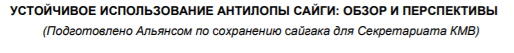 УСТОЙЧИВОЕ ИСПОЛЬЗОВАНИЕ АНТИЛОПЫ САЙГИ: ОБЗОР И ПЕРСПЕКТИВЫ
(Подготовлено Альянсом по сохранению сайгака для Секретариата КМВ)